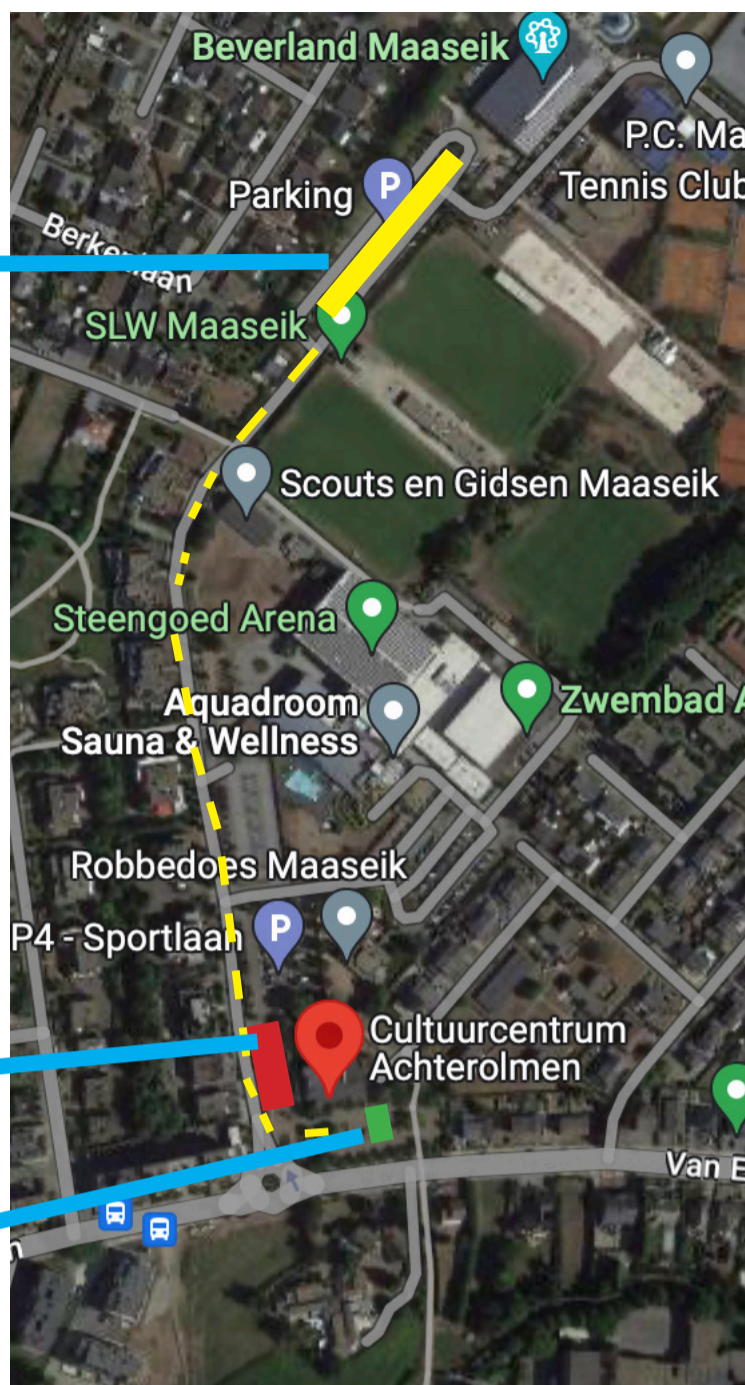 Beverland Maaseik
P.C. Ma
Tennis Club
Parking
P
Berkenlaan
SLW Maaseik
Scouts en Gidsen Maaseik
Steengoed Arena
Aquadroom
Sauna & Wellness
Zwembad A
Robbedoes Maaseik
P4 - Sportlaan
P
Cultuurcentrum
Achterolmen
Van E
n